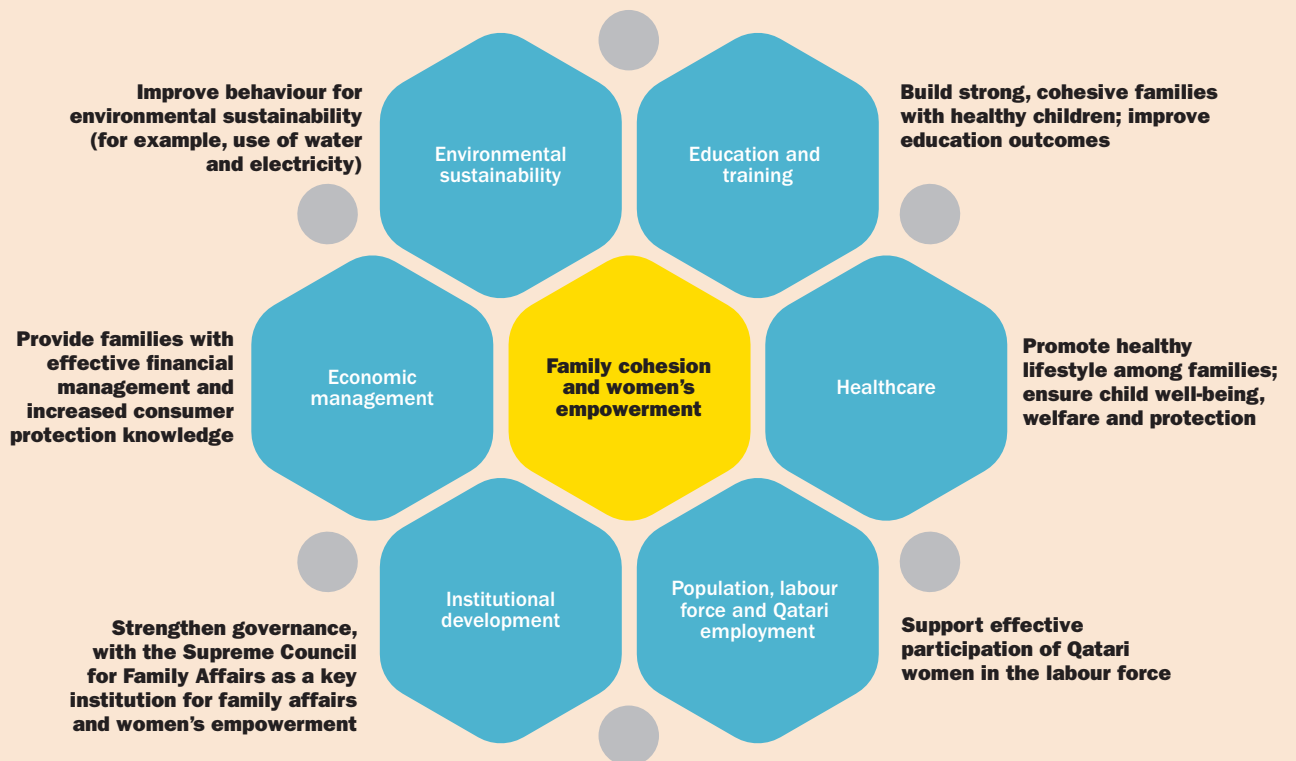 Improve behaviour for
environmental sustainability
(for example, use of water
and electricity)
Environmental
sustainability
Education and
training
Build strong, cohesive families
with healthy children; improve
education outcomes
Provide families with
effective financial
management and
increased consumer
protection knowledge
Economic
management
Family cohesion
and women’s
empowerment
Healthcare
Promote healthy
lifestyle among families;
ensure child well-being,
welfare and protection
Strengthen governance,
with the Supreme Council
for Family Affairs as a key
institution for family affairs
and women’s empowerment
Institutional
development
Population, labour
force and Qatari
employment
Support effective
participation of Qatari
women in the labour force